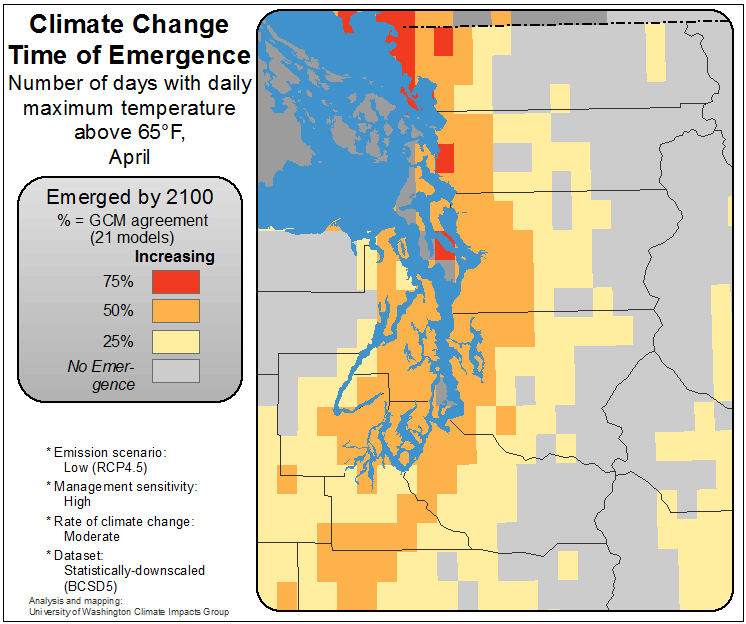 Climate Change
Time of Emergence
Number of days with daily
maximum temperature
above 65°F,
April
Emerged by 2100
% = GCM agreement
(21 models)
Increasing
75%
50%
25%
No Emer-
gence
* Emission scenario:
Low (RCP4.5)
* Management sensitivity:
High
* Rate of climate change:
Moderate
* Dataset:
Statistically-downscaled
(BCSD5)
Analysis and mapping:
University of Washington Climate Impacts Group